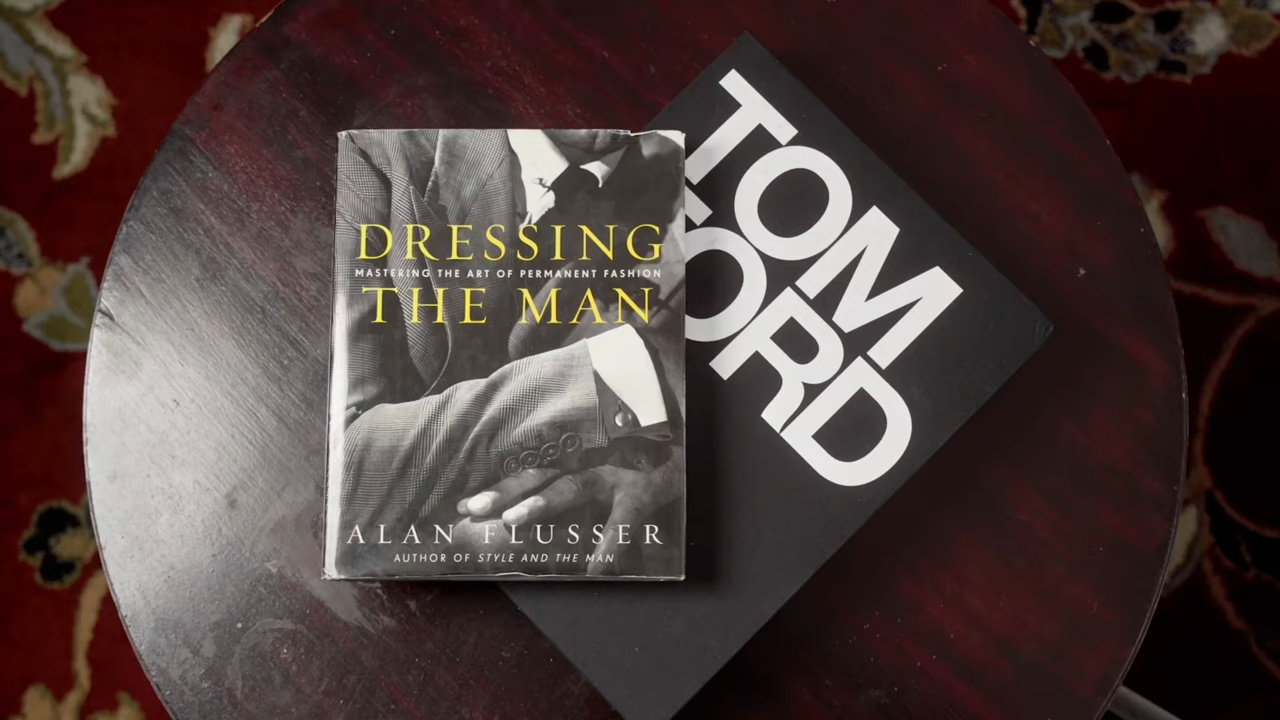 DRESSING
MASTERING THE ART OF PERMANENT FASHION
THE MAN
ALAN FLUSSER
AUTHOR OF STYLE AND THE MAN
TOM
FORD